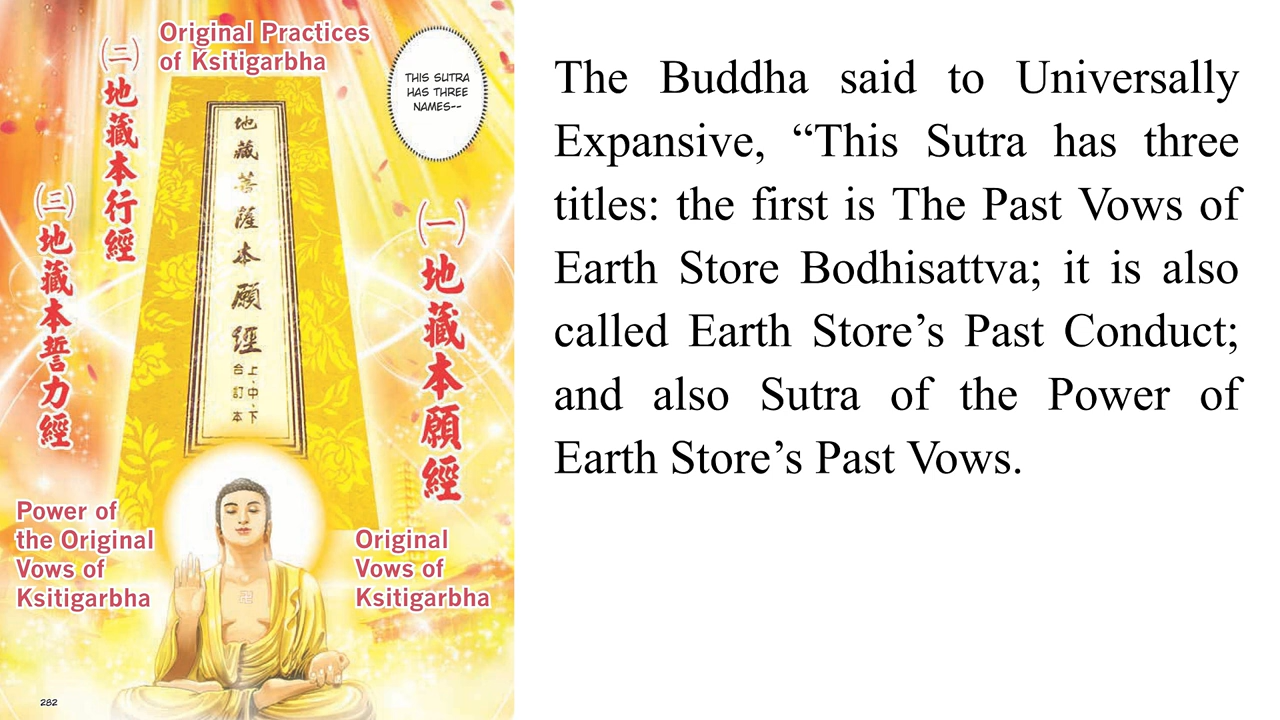 Original Practices
of Ksitigarbha
THIS SUTRA
HAS THREE
NAMES--
(一)
地藏本願經
(二)
地藏本行經
(三)
地藏本誓力經
地藏菩薩本願經
上、中、下
合訂本
Power of
the Original
Vows of
Ksitigarbha
Original
Vows of
Ksitigarbha
282
The Buddha said to Universally
Expansive, “This Sutra has three
titles: the first is The Past Vows of
Earth Store Bodhisattva; it is also
called Earth Store’s Past Conduct;
and also Sutra of the Power of
Earth Store’s Past Vows.